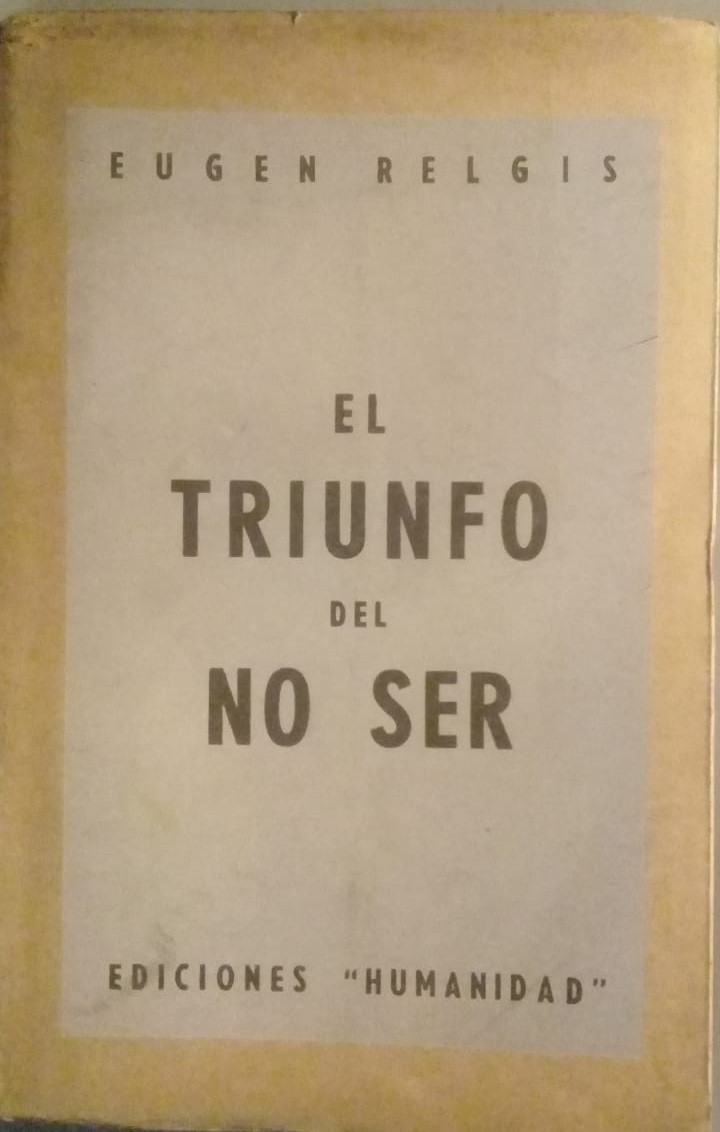 EUGEN RELGIS
EL
TRIUNFO
DEL
NO SER
EDICIONES "HUMANIDAD"